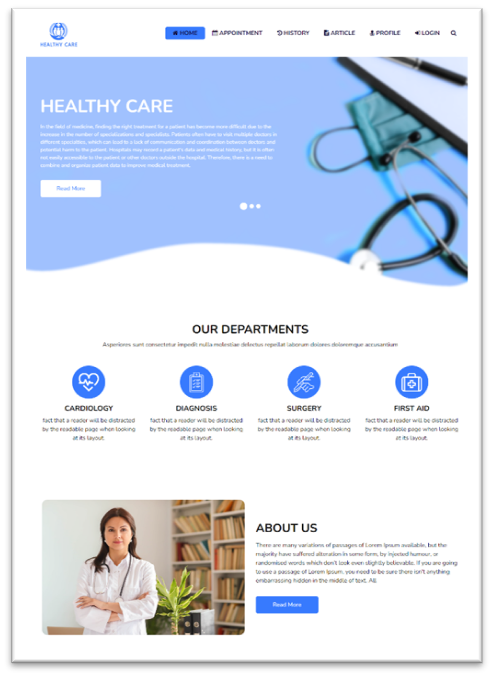 HEALTHY CARE
HOME APPOINTMENT HISTORY ARTICLE PROFILE LOGIN
HEALTHY CARE
In the field of medicine, finding the right treatment for a patient has become more difficult due to the
increase in the number of specializations and specialists. Patients often have to visit multiple doctors in
different specialties, which can lead to a lack of communication and coordination between doctors and
potential harm to the patient. Hospitals may record a patient's data and medical history, but it is often
not easily accessible to the patient or other doctors outside the hospital. Therefore, there is a need to
combine and organize patient data to improve medical treatment.
Read More
OUR DEPARTMENTS
Asperiores sunt consectetur impedit nulla molestiae delectus repellat laborum dolores doloremque accusantium
CARDIOLOGY
fact that a reader will be distracted
by the readable page when looking
at its layout.
DIAGNOSIS
fact that a reader will be distracted
by the readable page when looking
at its layout.
SURGERY
fact that a reader will be distracted
by the readable page when looking
at its layout.
FIRST AID
fact that a reader will be distracted
by the readable page when looking
at its layout.
ABOUT US
There are many variations of passages of Lorem Ipsum available, but the
majority have suffered alteration in some form, by injected humour, or
randomised words which don't look even slightly believable. If you are going
to use a passage of Lorem Ipsum, you need to be sure there isn't anything
embarrassing hidden in the middle of text. All
Read More